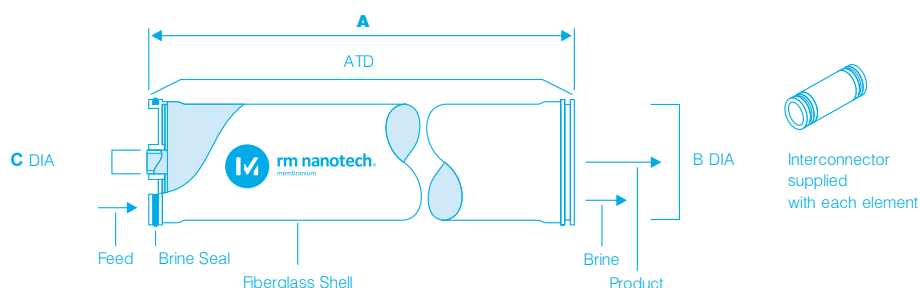 A
ATD
C DIA
rm nanotech®
membranium
B DIA
Interconnector
supplied
with each element
Feed
Brine Seal
Fiberglass Shell
Brine
Product